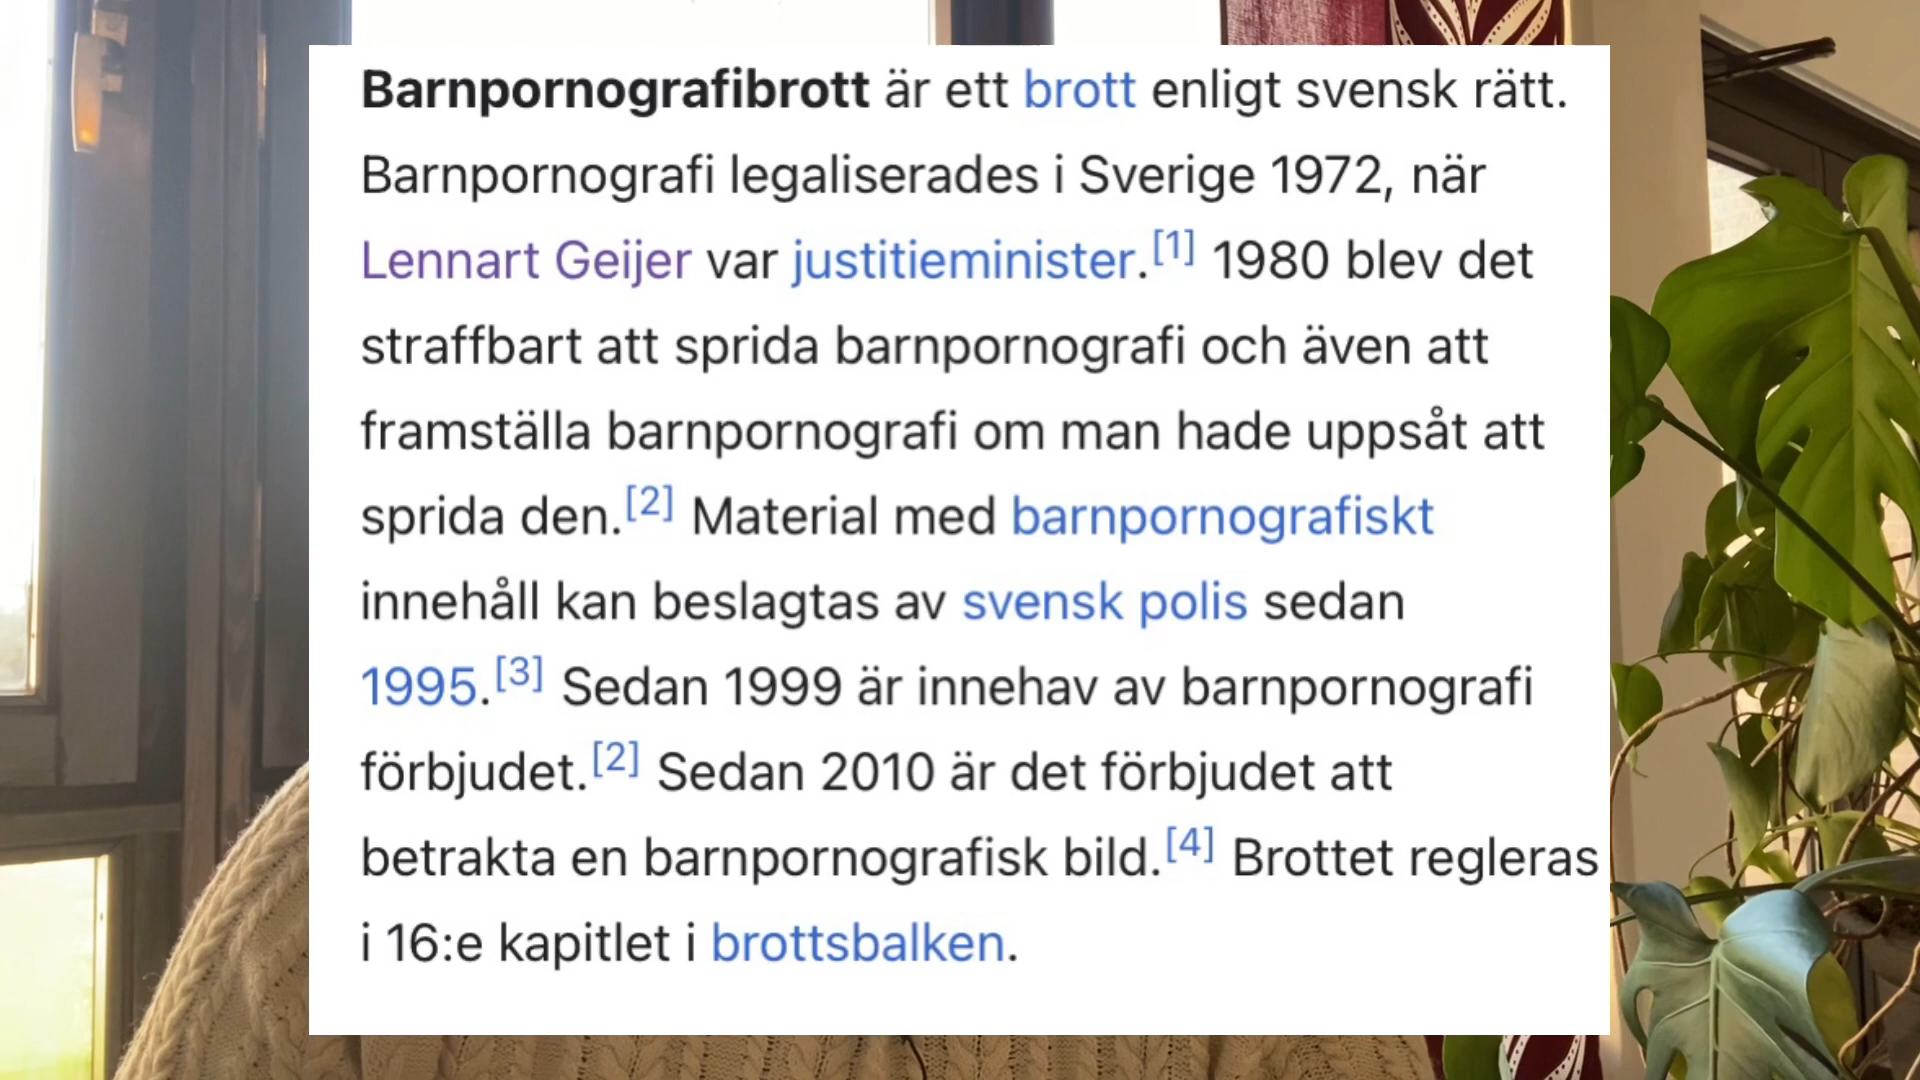 Barnpornografibrott är ett brott enligt svensk rätt.
Barnpornografi legaliserades i Sverige 1972, när
Lennart Geijer var justitieminister.[1] 1980 blev det
straffbart att sprida barnpornografi och även att
framställa barnpornografi om man hade uppsåt att
sprida den.[2] Material med barnpornografiskt
innehåll kan beslagtas av svensk polis sedan
1995.[3] Sedan 1999 är innehav av barnpornografi
förbjudet.[2] Sedan 2010 är det förbjudet att
betrakta en barnpornografisk bild.[4] Brottet regleras
i 16:e kapitlet i brottsbalken.